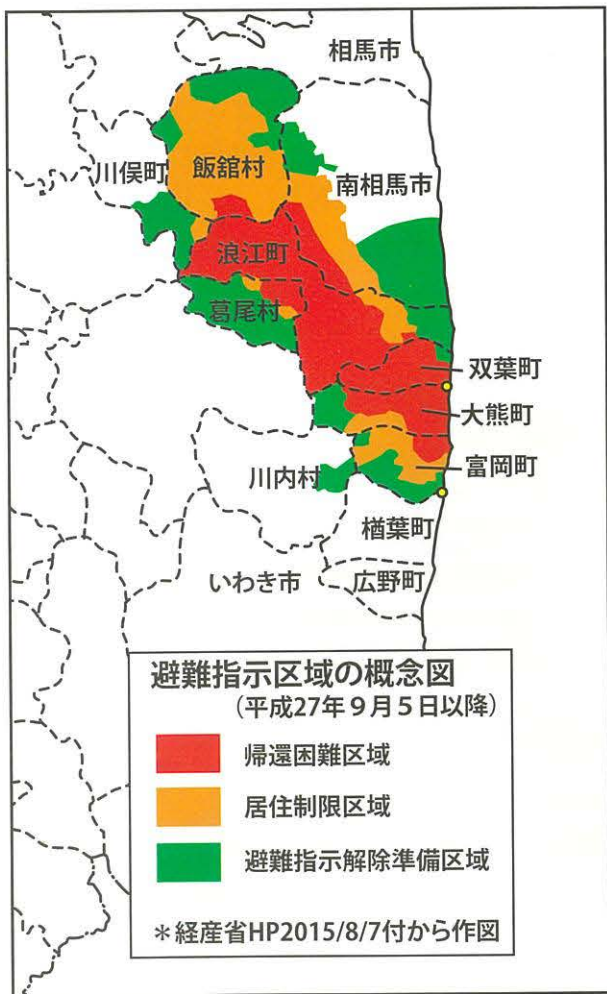 相馬市
川俣町
飯舘村
南相馬市
浪江町
葛尾村
双葉町
大熊町
川内村
富岡町
楢葉町
いわき市
広野町
避難指示区域の概念図
(平成27年9月5日以降)
帰還困難区域
居住制限区域
避難指示解除準備区域
*経産省HP2015/8/7付から作図